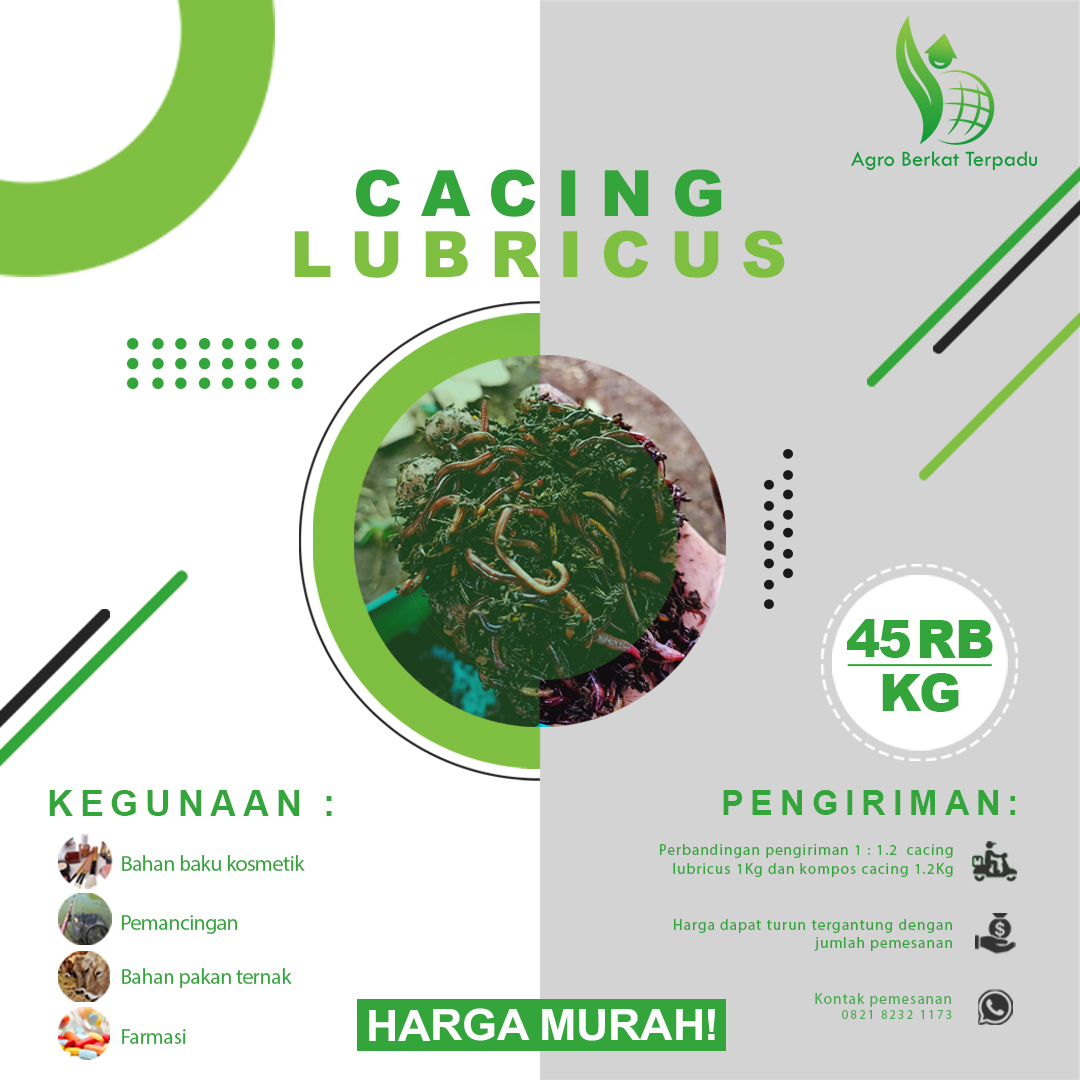 Agro Berkat Terpadu
CACING
LUBRICUS
45 RB
KG
KEGUNAAN :
Bahan baku kosmetik
Pemancingan
Bahan pakan ternak
Farmasi
HARGA MURAH!
PENGIRIMAN:
Perbandingan pengiriman 1 : 1.2 cacing
lubricus 1Kg dan kompos cacing 1.2Kg
Harga dapat turun tergantung dengan
jumlah pemesanan
Kontak pemesanan
0821 8232 1173